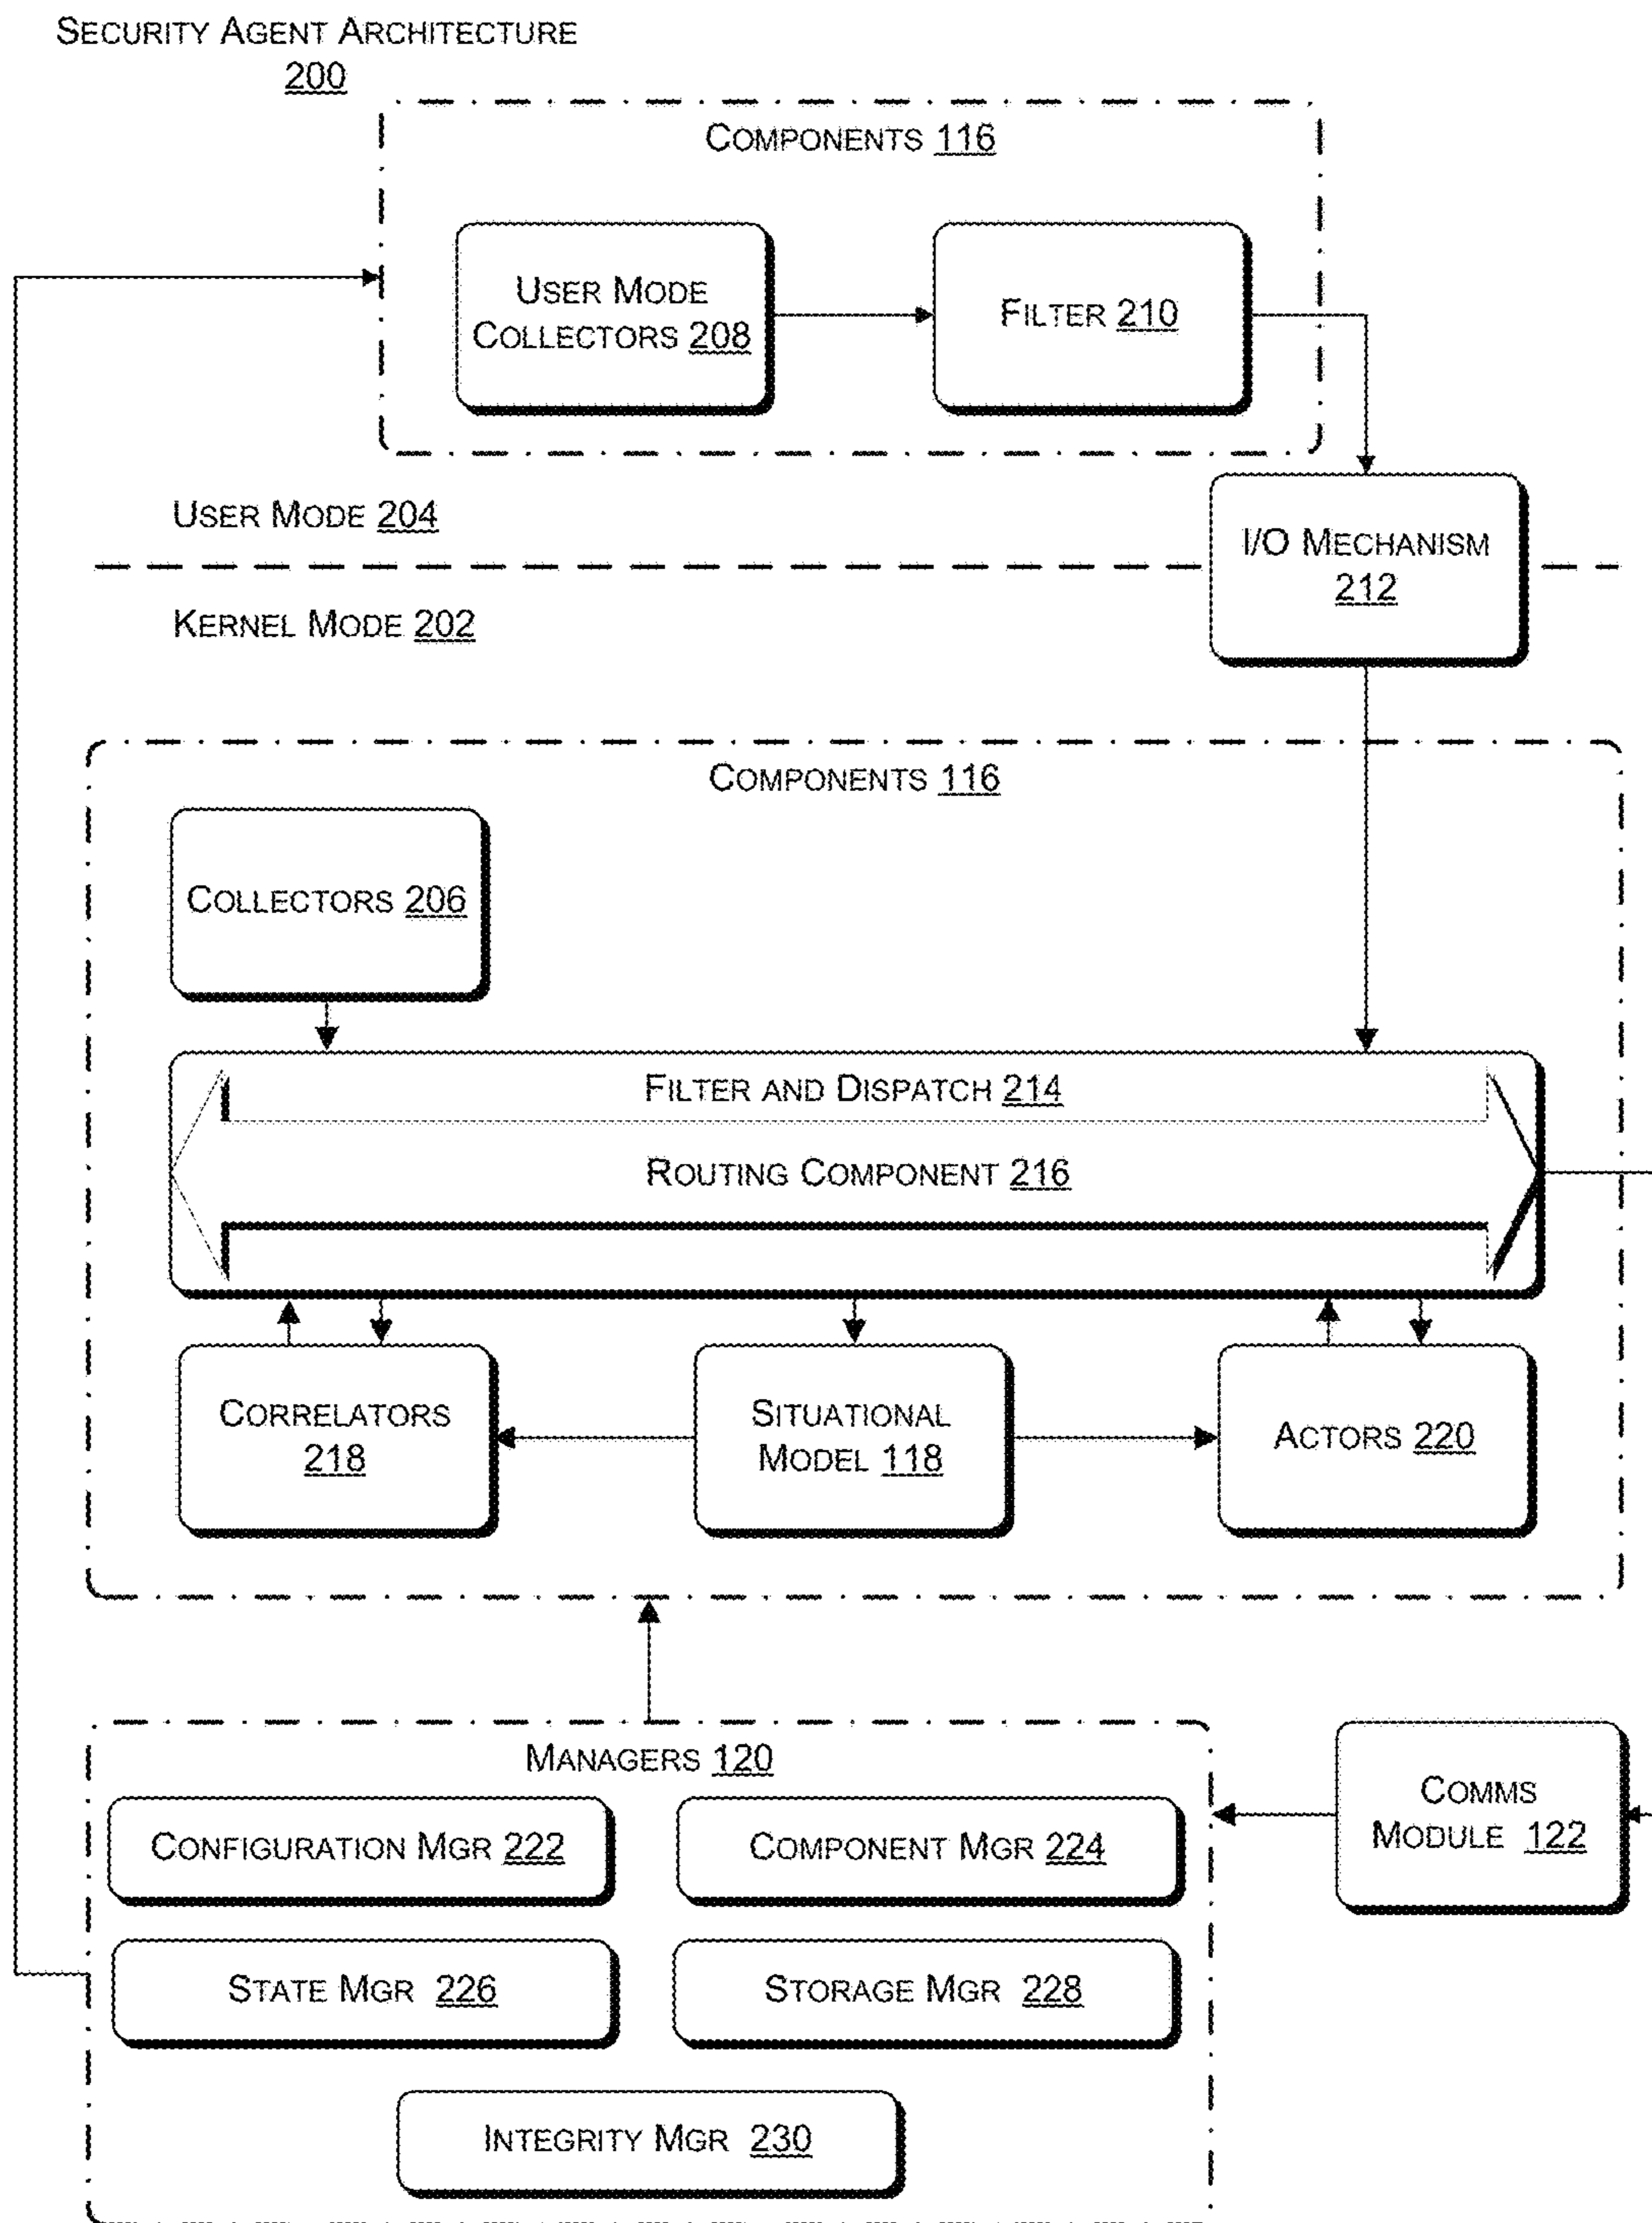 SECURITY AGENT ARCHITECTURE
200
COMPONENTS 116
USER MODE
COLLECTORS 208
FILTER 210
USER MODE 204
I/O MECHANISM
212
KERNEL MODE 202
COMPONENTS 116
COLLECTORS 206
FILTER AND DISPATCH 214
ROUTING COMPONENT 216
CORRELATORS
218
SITUATIONAL
MODEL 118
ACTORS 220
MANAGERS 120
CONFIGURATION MGR 222
COMPONENT MGR 224
STATE MGR 226
STORAGE MGR 228
INTEGRITY MGR 230
COMMS
MODULE 122